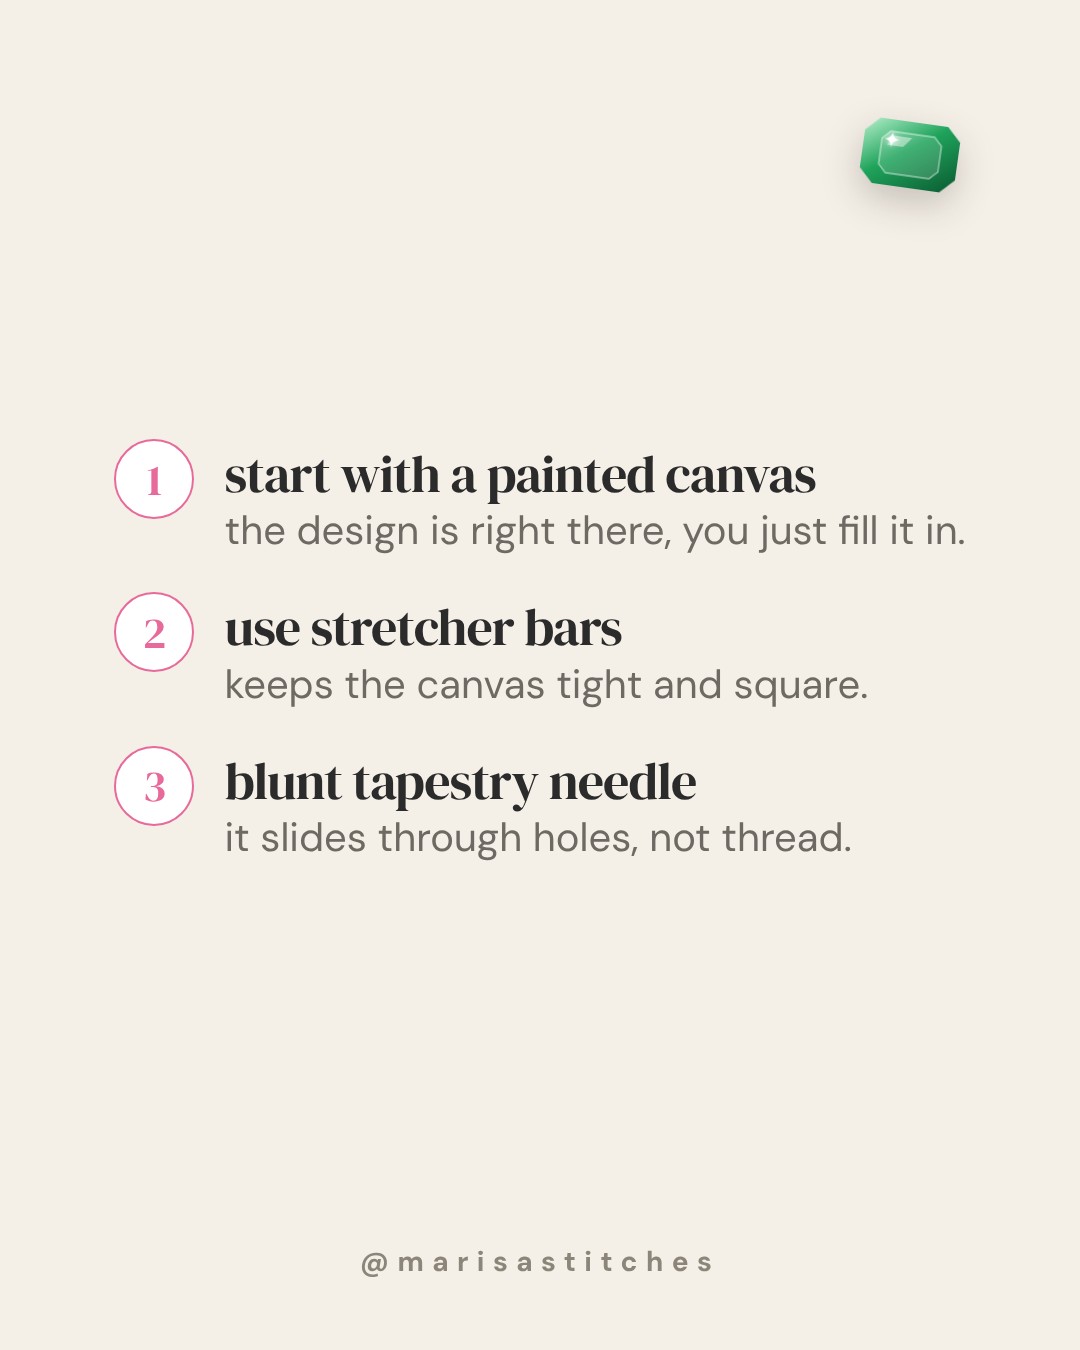 1
start with a painted canvas
the design is right there, you just fill it in.
2
use stretcher bars
keeps the canvas tight and square.
3
blunt tapestry needle
it slides through holes, not thread.
@marisastitches